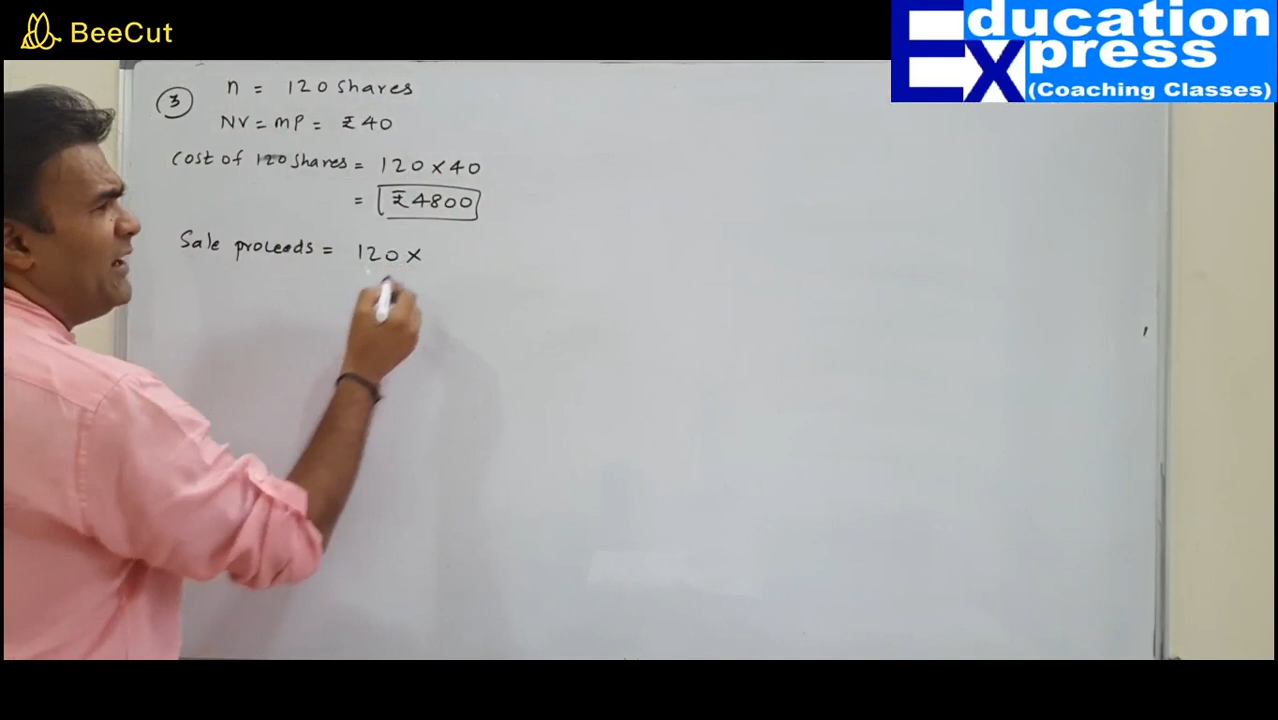 BeeCut
Education
Express
(Coaching Classes)
3
n = 120 shares
NV = MP = ₹40
Cost of 120 shares = 120 × 40
= ₹4800
Sale proceeds = 120 ×